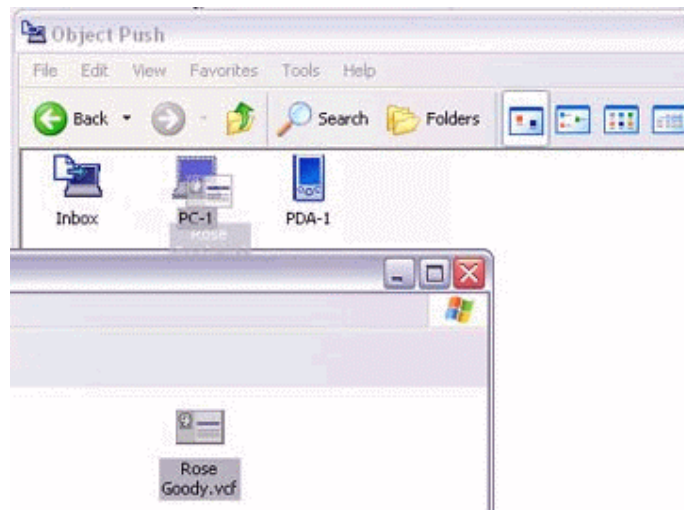 Object Push
File Edit View Favorites Tools Help
Back Search Folders
Inbox PC-1 PDA-1
Rose
Rose
Goody.vcf